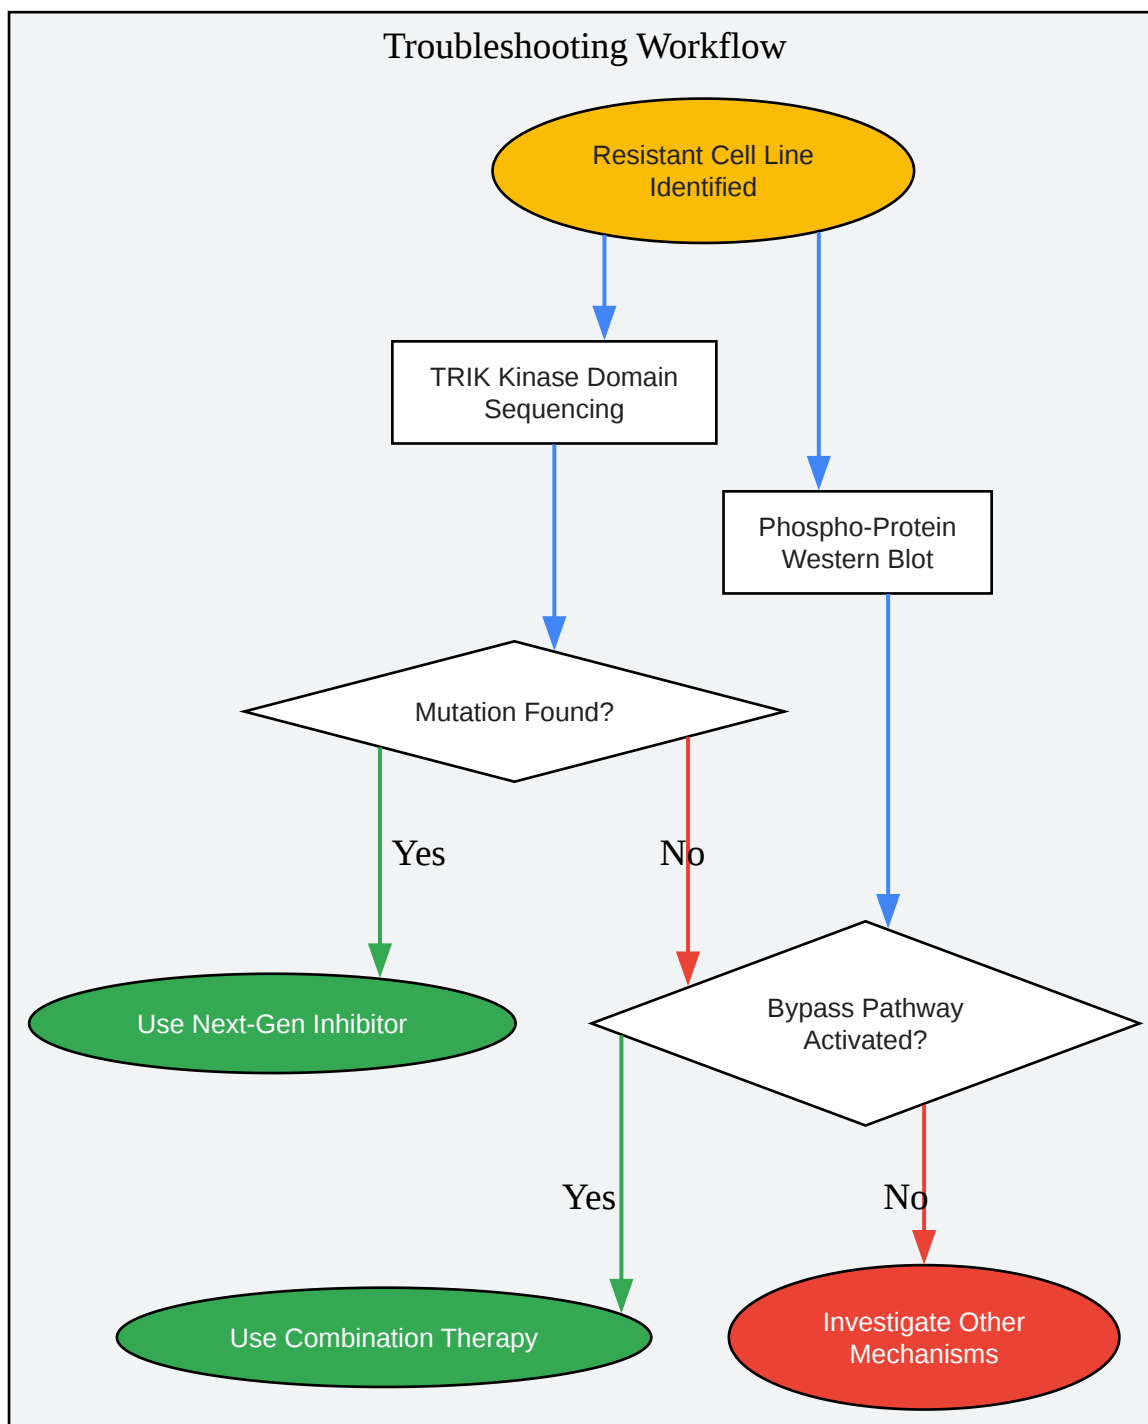 Troubleshooting Workflow
Resistant Cell Line
Identified
TRIK Kinase Domain
Sequencing
Phospho-Protein
Western Blot
Mutation Found?
Yes
No
Use Next-Gen Inhibitor
Bypass Pathway
Activated?
Yes
No
Use Combination Therapy
Investigate Other
Mechanisms